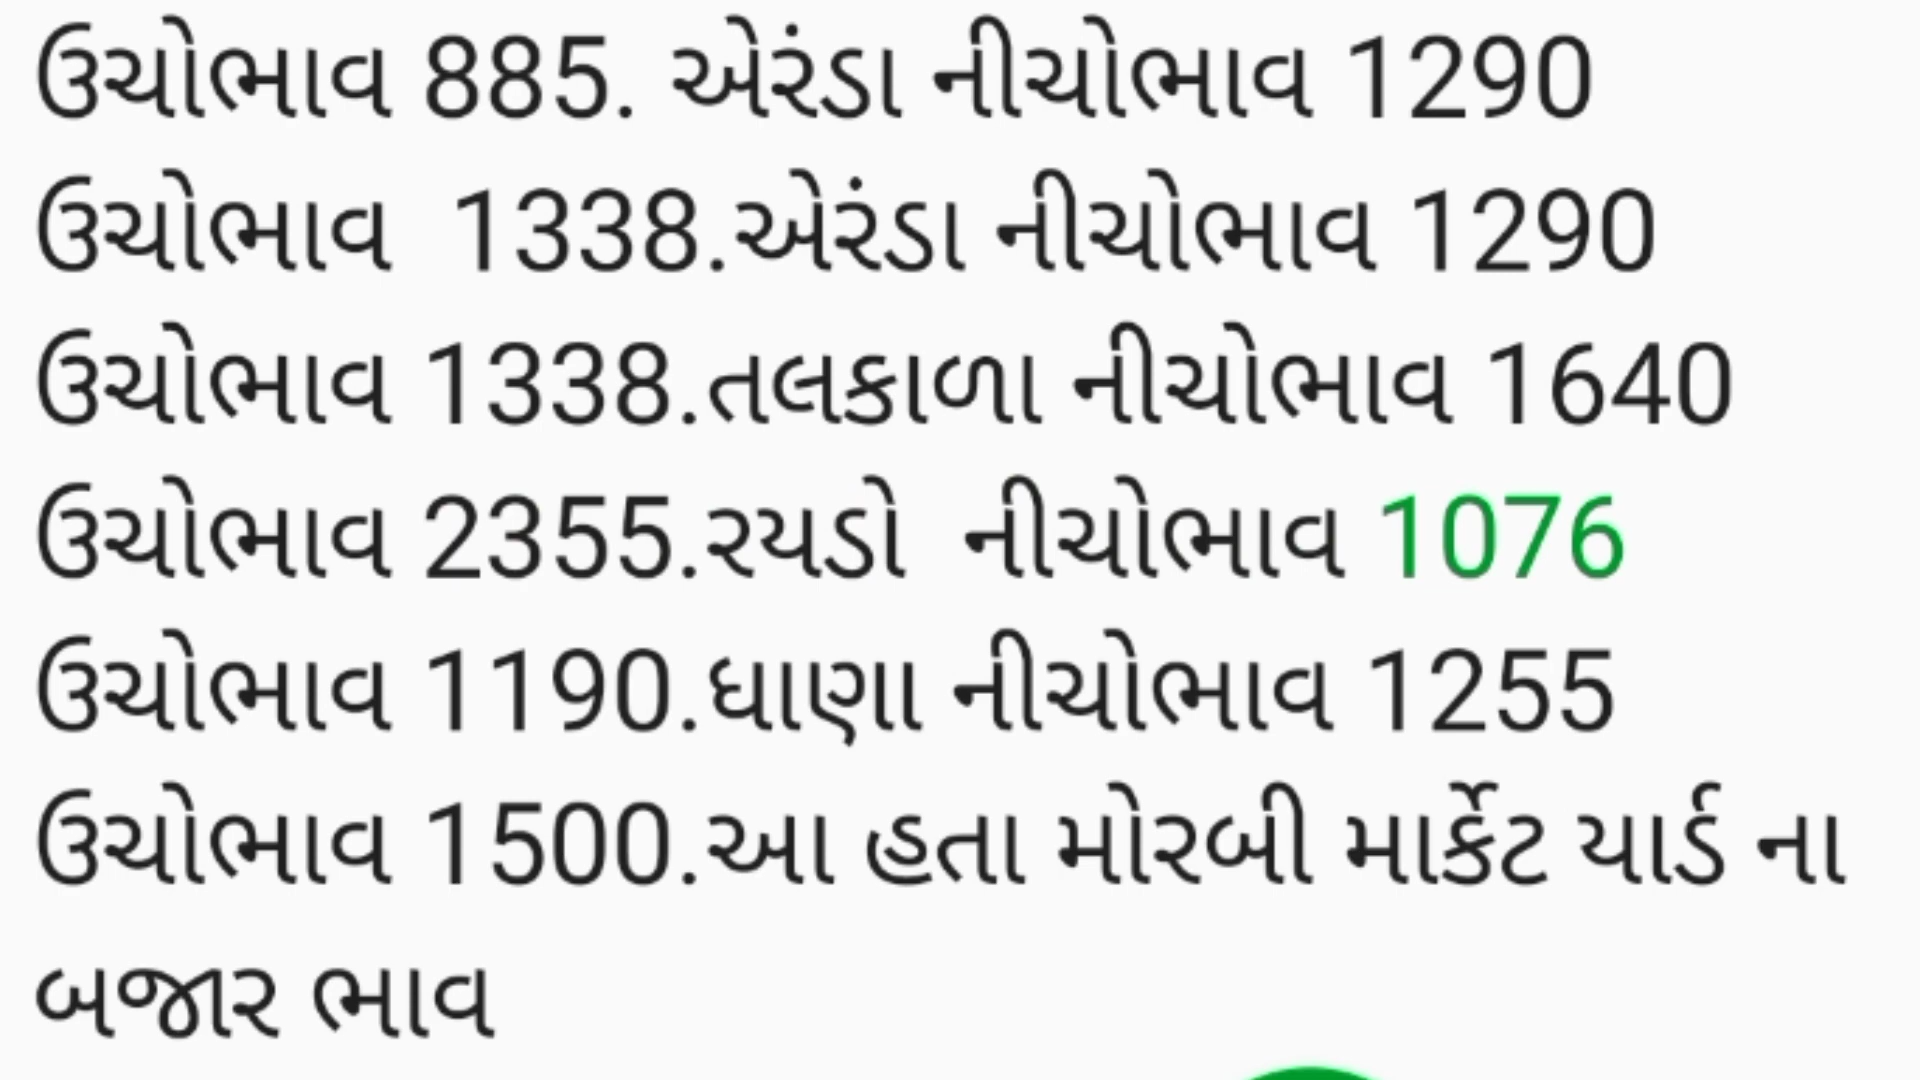 ઉચોભાવ 885. એરંડા નીચોભાવ 1290
ઉચોભાવ  1338.એરંડા નીચોભાવ 1290
ઉચોભાવ 1338.તલકાળા નીચોભાવ 1640
ઉચોભાવ 2355.રયડો  નીચોભાવ 1076
ઉચોભાવ 1190.ધાણા નીચોભાવ 1255
ઉચોભાવ 1500.આ હતા મોરબી માર્કેટ યાર્ડ ના
બજાર ભાવ